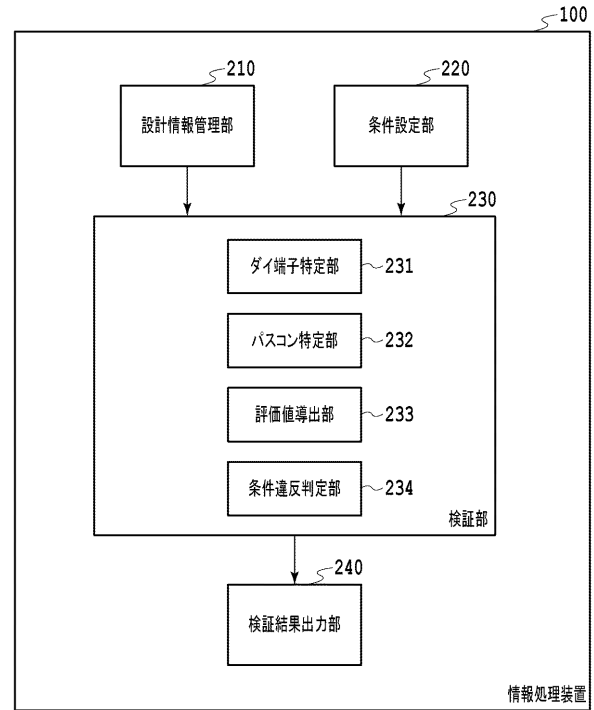 100
210
220
設計情報管理部
条件設定部
230
ダイ端子特定部
231
パスコン特定部
232
評価値導出部
233
条件違反判定部
234
検証部
240
検証結果出力部
情報処理装置